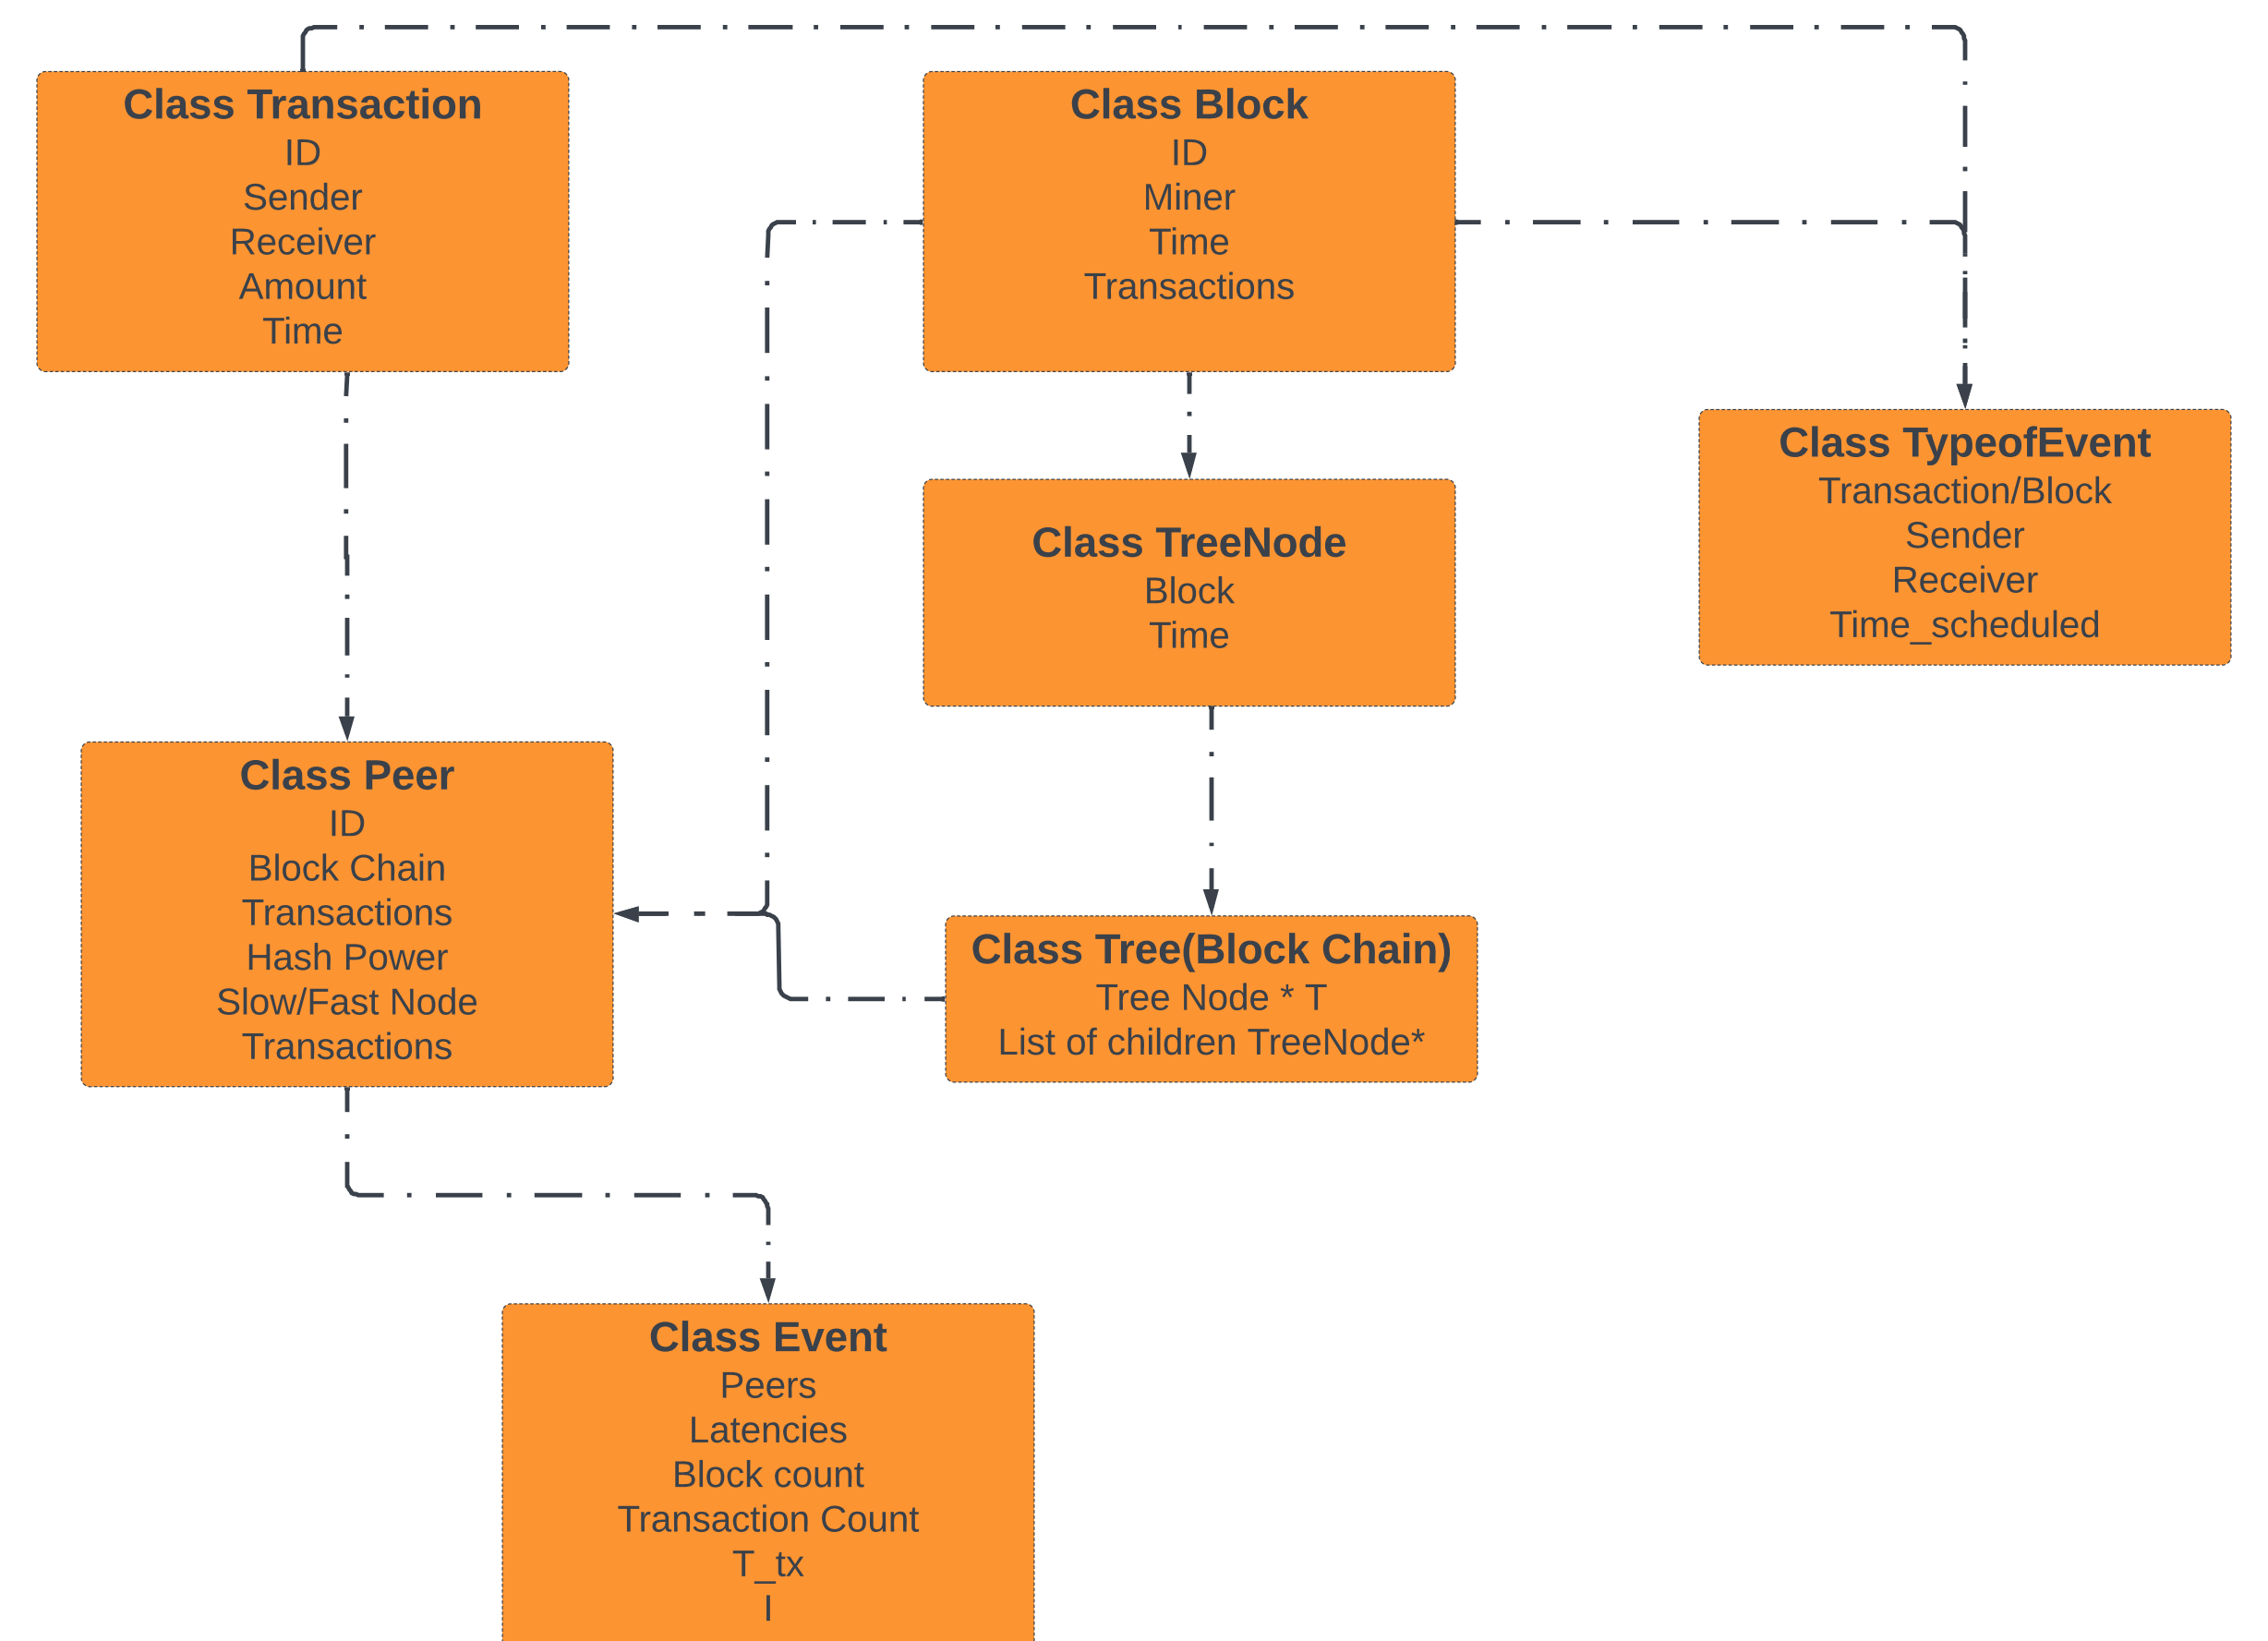 Class Transaction
ID
Sender
Receiver
Amount
Time
Class Block
ID
Miner
Time
Transactions
Class TypeofEvent
Transaction/Block
Sender
Receiver
Time_scheduled
Class TreeNode
Block
Time
Class Peer
ID
Block Chain
Transactions
Hash Power
Slow/Fast Node
Transactions
Class Tree(Block Chain)
Tree Node * T
List of children TreeNode*
Class Event
Peers
Latencies
Block count
Transaction Count
T_tx
I